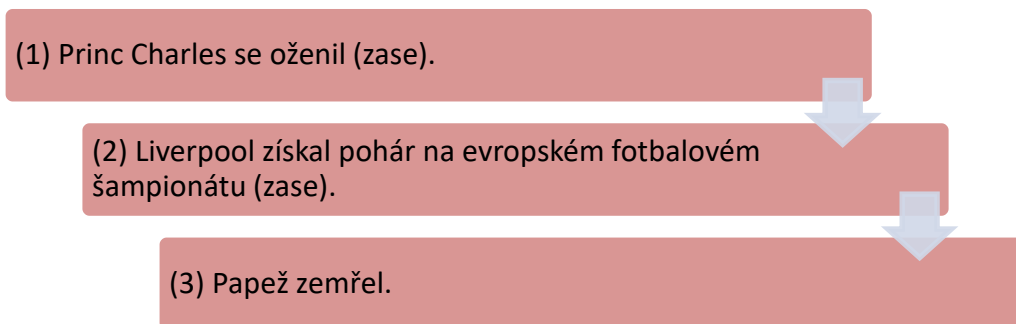 (1) Princ Charles se oženil (zase).
(2) Liverpool získal pohár na evropském fotbalovém
šampionátu (zase).
(3) Papež zemřel.